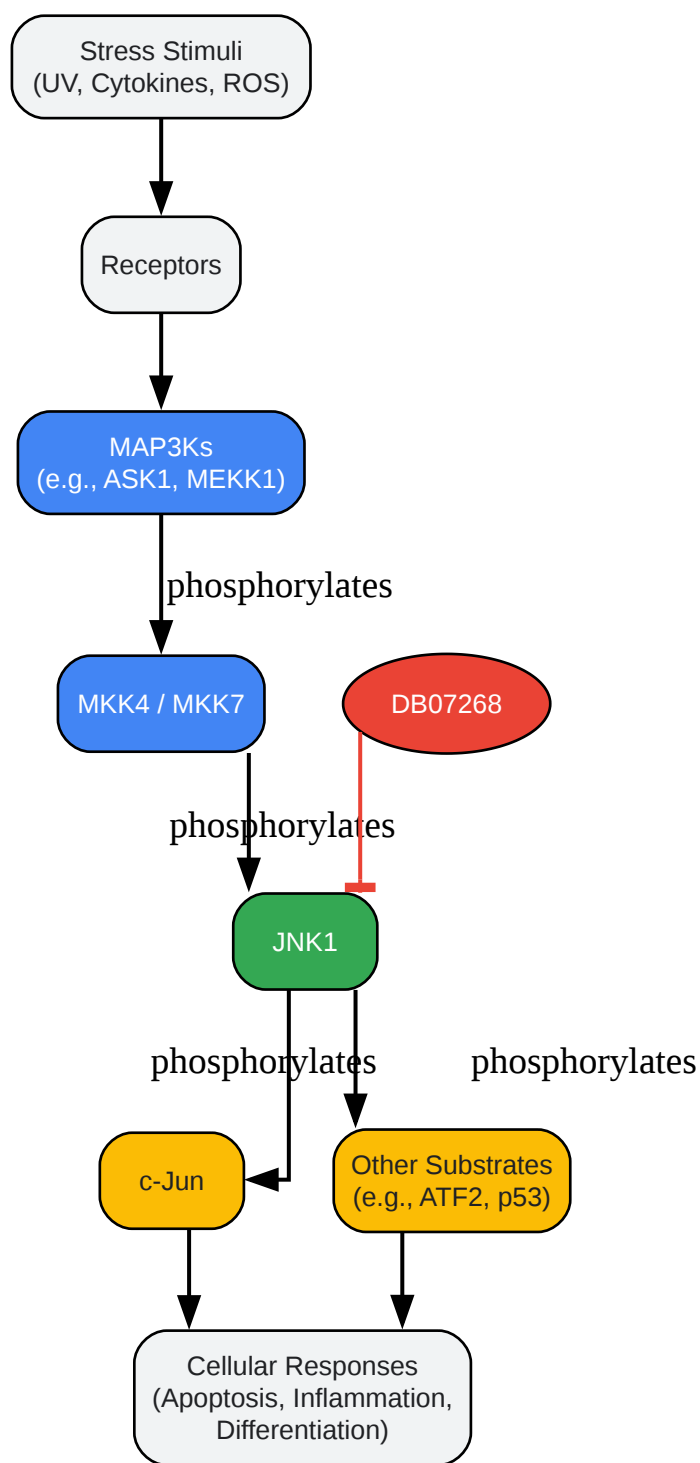 Stress Stimuli
(UV, Cytokines, ROS)
Receptors
MAP3Ks
(e.g., ASK1, MEKK1)
phosphorylates
MKK4 / MKK7
DB07268
phosphorylates
JNK1
phosphorylates
phosphorylates
c-Jun
Other Substrates
(e.g., ATF2, p53)
Cellular Responses
(Apoptosis, Inflammation,
Differentiation)